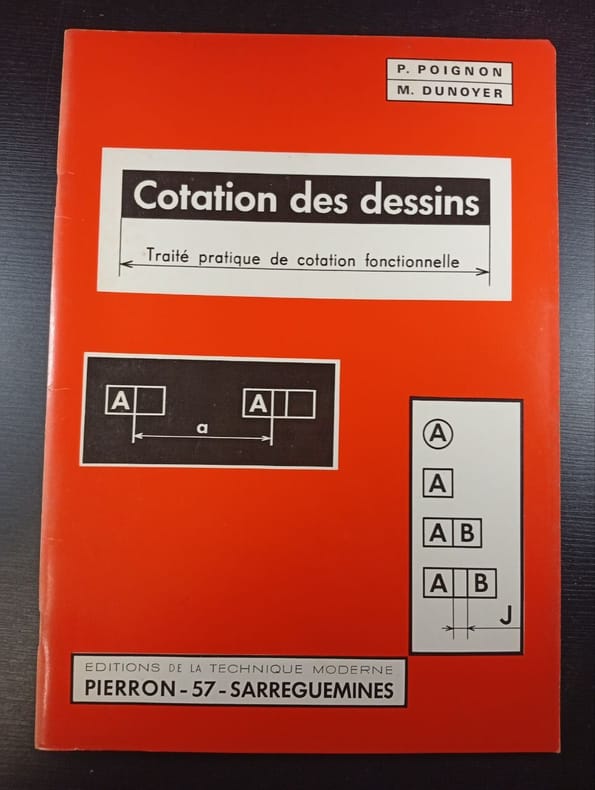 P. POIGNON
M. DUNOYER
Cotation des dessins
Traité pratique de cotation fonctionnelle
A A
a
A
A
A B
A B
J
EDITIONS DE LA TECHNIQUE MODERNE
PIERRON - 57 - SARREGUEMINES